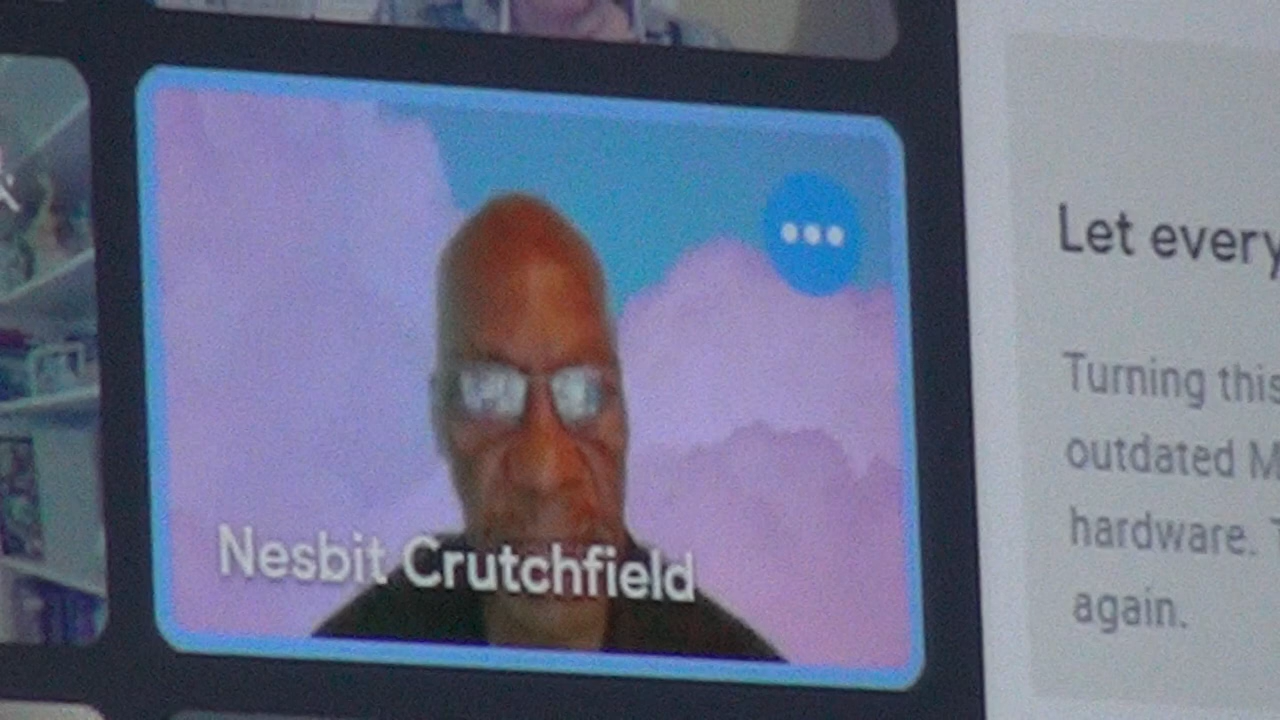 Nesbit Crutchfield
Let every
Turning this
outdated M
hardware. T
again.